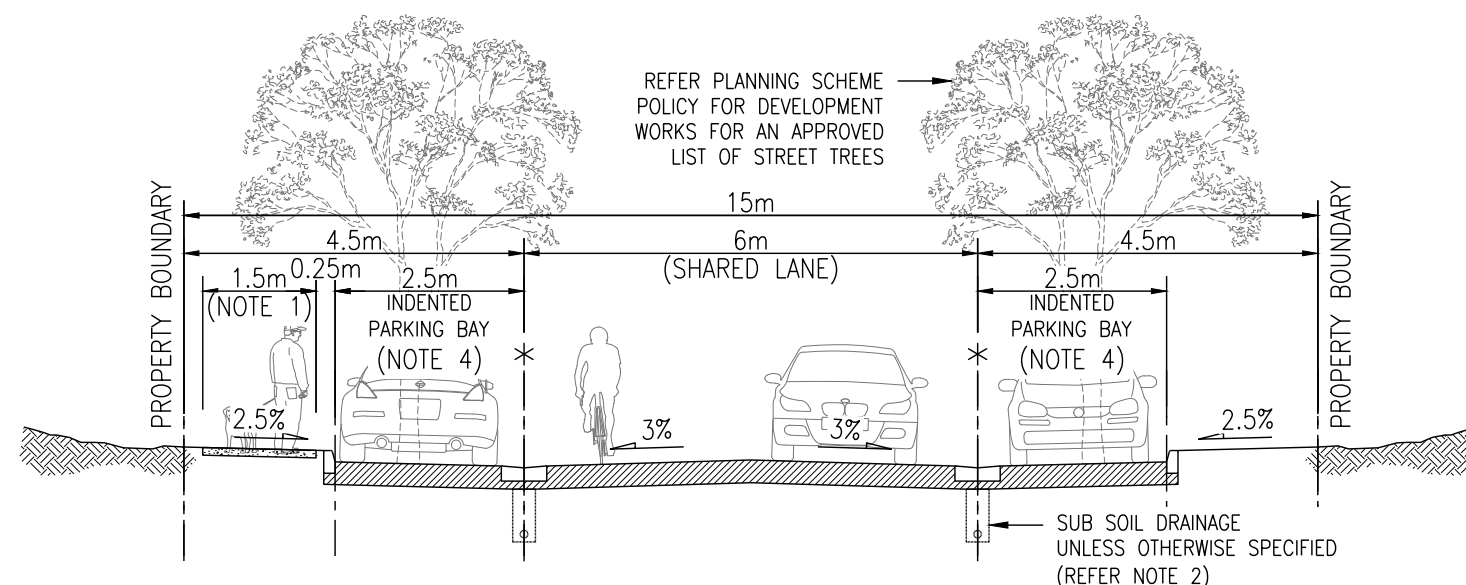 REFER PLANNING SCHEME
POLICY FOR DEVELOPMENT
WORKS FOR AN APPROVED
LIST OF STREET TREES
PROPERTY BOUNDARY
15m
PROPERTY BOUNDARY
4.5m
6m
(SHARED LANE)
4.5m
1.5m
(NOTE 1)
0.25m
2.5m
INDENTED
PARKING BAY
(NOTE 4)
2.5m
INDENTED
PARKING BAY
(NOTE 4)
2.5%
3%
3%
2.5%
SUB SOIL DRAINAGE
UNLESS OTHERWISE SPECIFIED
(REFER NOTE 2)